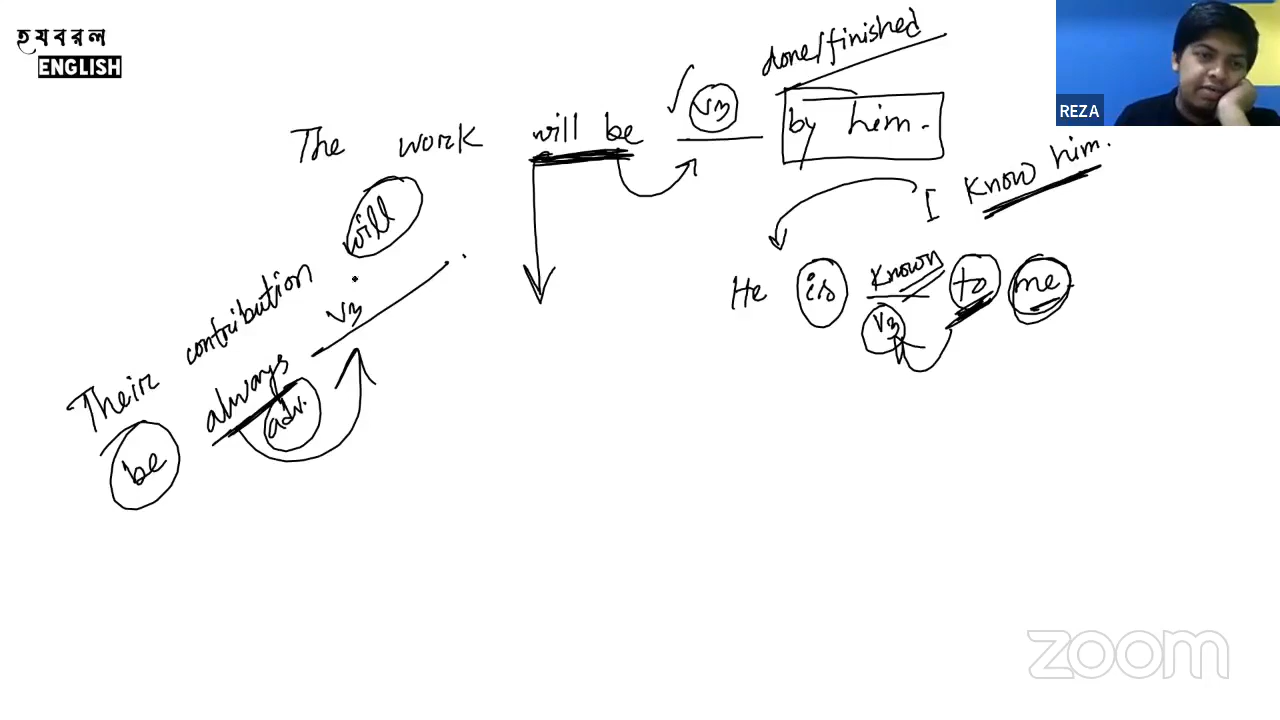 হযবরল
ENGLISH
REZA
done/finished
The work will be V3 by him.
I know him.
He is known to me.
V3
Their contribution will
be always V3 .
adv.
zoom